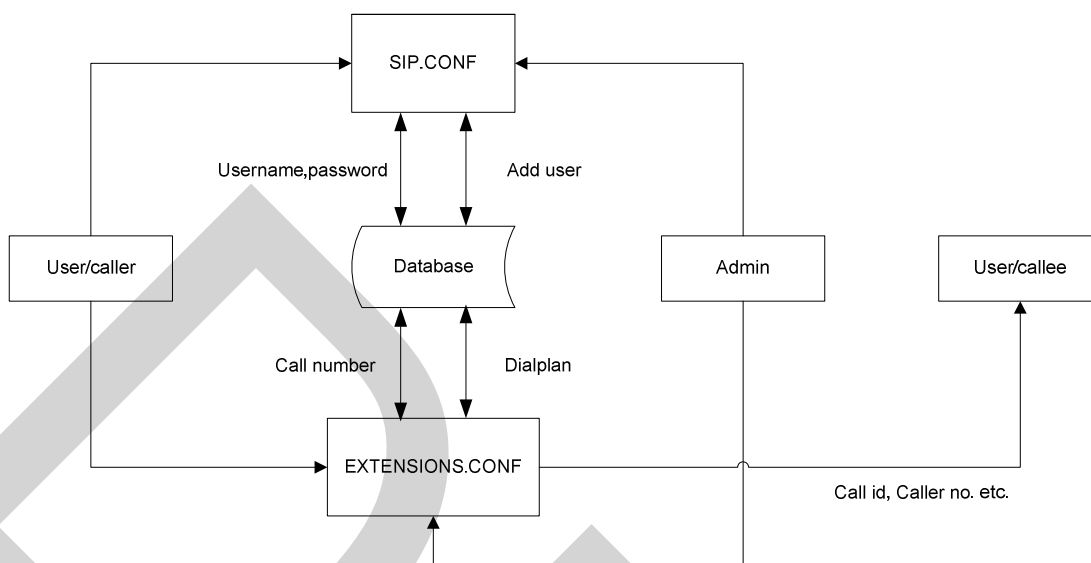 SIP.CONF
Username,password
Add user
User/caller
Database
Admin
User/callee
Call number
Dialplan
EXTENSIONS.CONF
Call id, Caller no. etc.